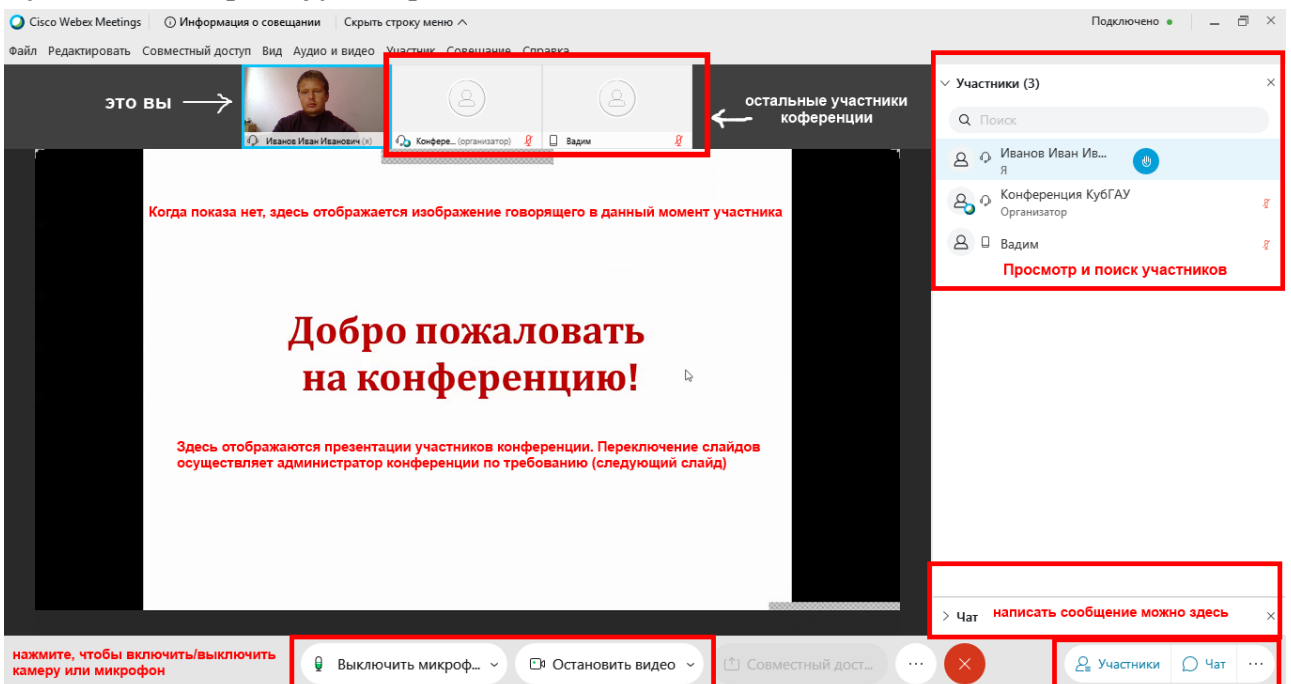 Cisco Webex Meetings
Информация о совещании
Скрыть строку меню
Подключено
Файл Редактировать Совместный доступ Вид Аудио и видео Участник Совещание Справка
это вы
Иванов Иван Иванович (я)
Конфере... (организатор)
Вадим
остальные участники
коференции
Участники (3)
Поиск
Иванов Иван Ив...
Я
Конференция КубГАУ
Организатор
Вадим
Просмотр и поиск участников
Когда показа нет, здесь отображается изображение говорящего в данный момент участника
Добро пожаловать
на конференцию!
Здесь отображаются презентации участников конференции. Переключение слайдов
осуществляет администратор конференции по требованию (следующий слайд)
Чат
написать сообщение можно здесь
нажмите, чтобы включить/выключить
камеру или микрофон
Выключить микроф...
Остановить видео
Совместный дост...
Участники
Чат